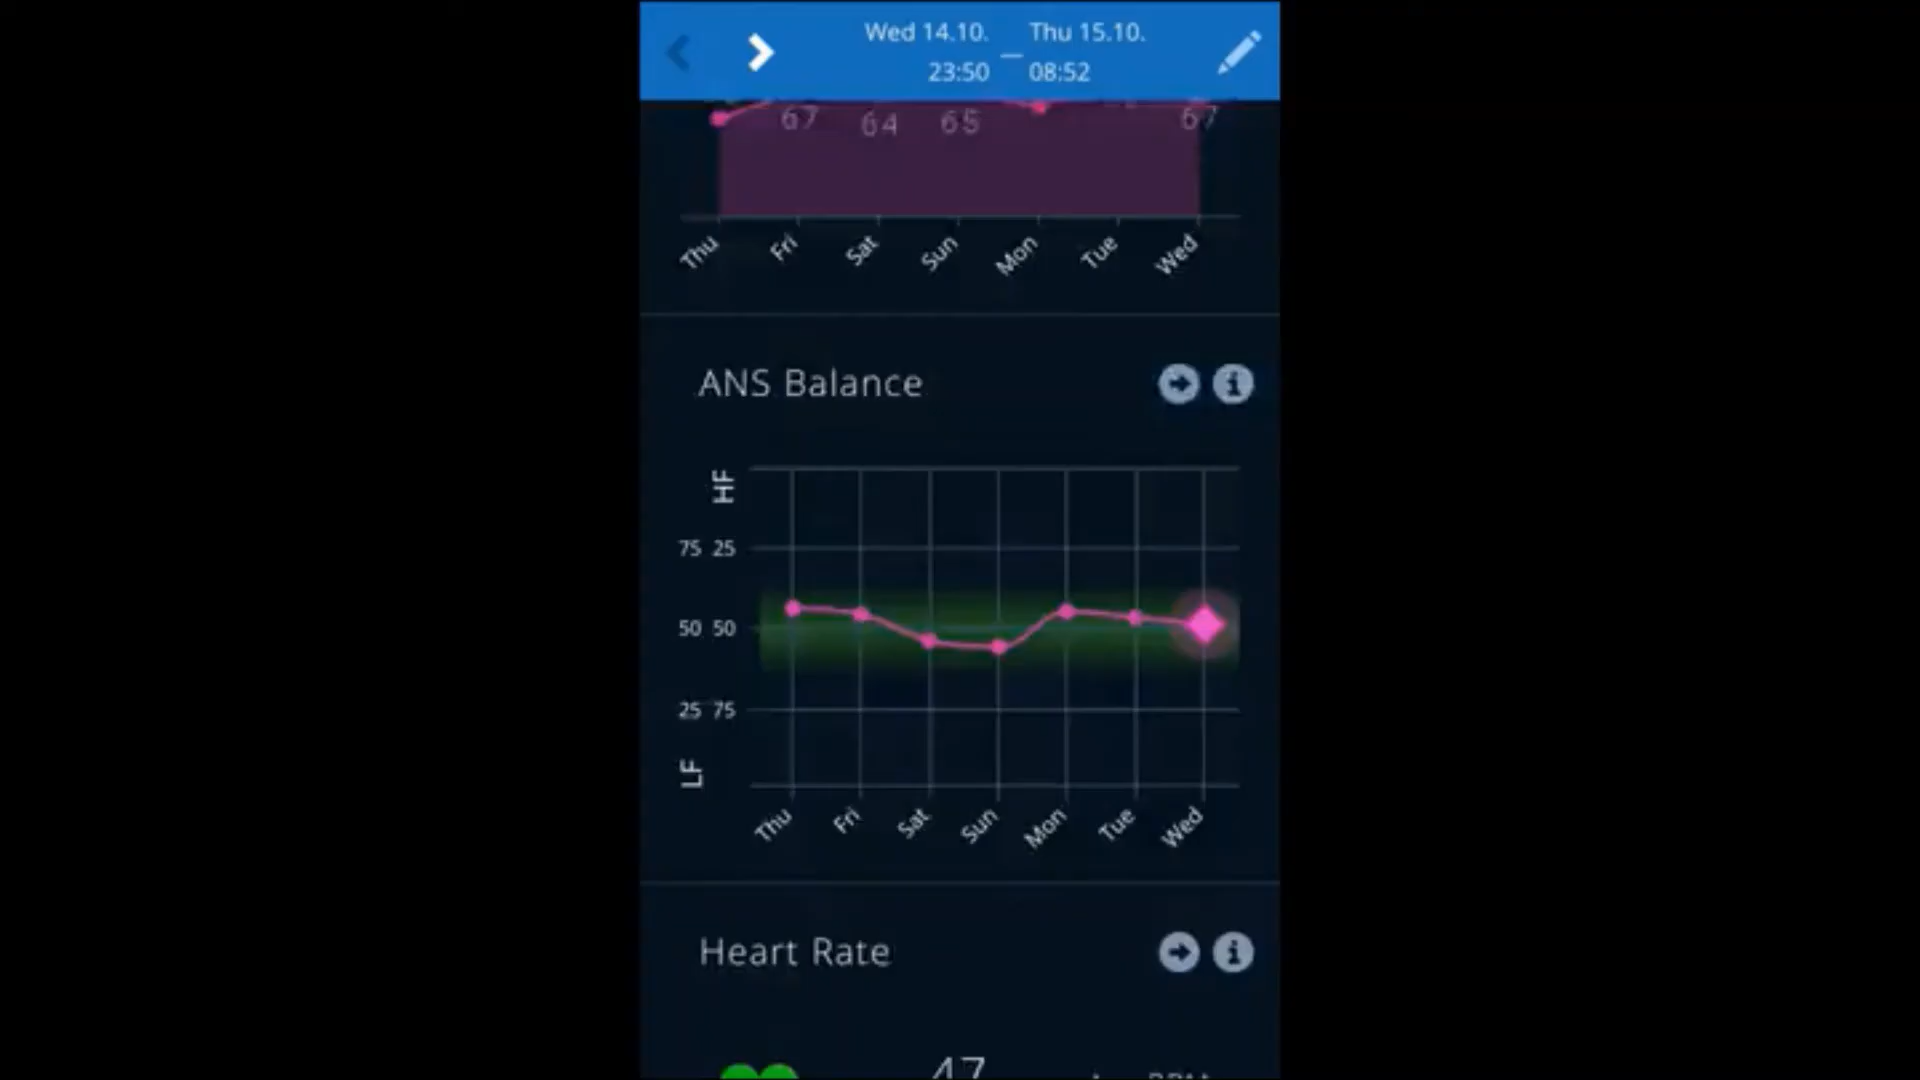 Wed 14.10. — Thu 15.10.
23:50 08:52
67 64 65 67
Thu Fri Sat Sun Mon Tue Wed
ANS Balance
HF
75 25
50 50
25 75
LF
Thu Fri Sat Sun Mon Tue Wed
Heart Rate
47